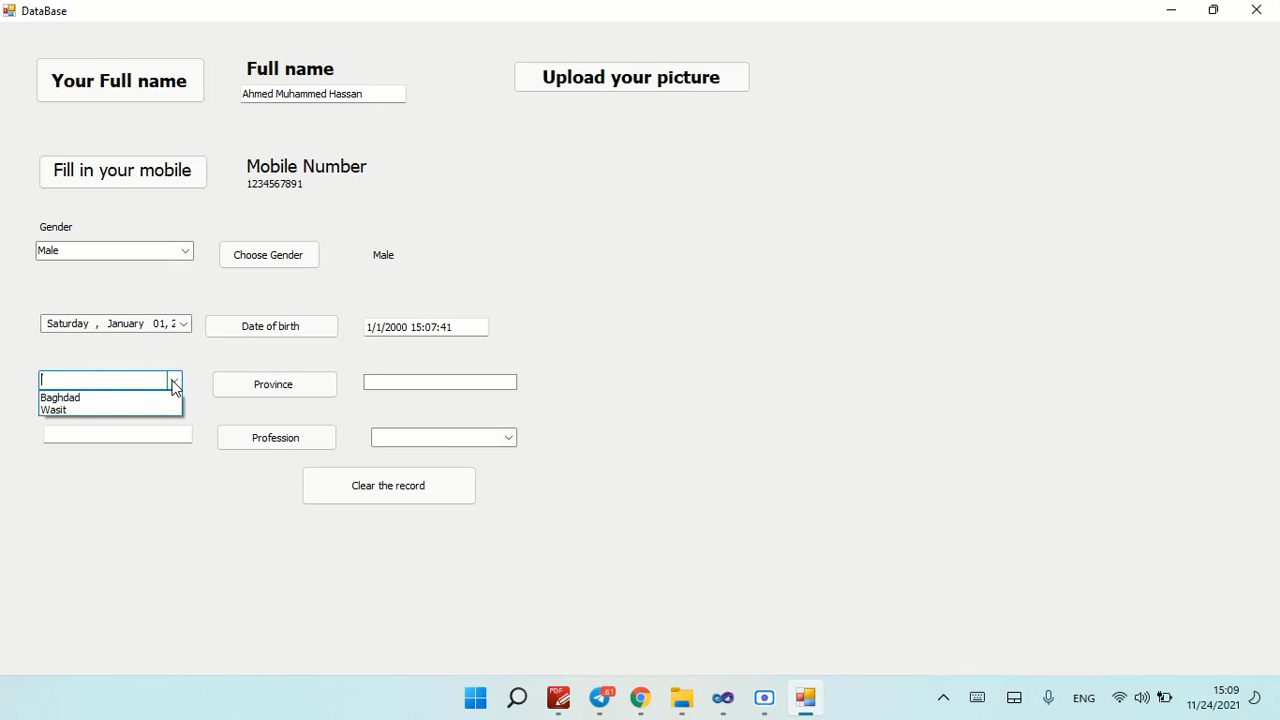 DataBase
Your Full name
Full name
Ahmed Muhammed Hassan
Upload your picture
Fill in your mobile
Mobile Number
1234567891
Gender
Male
Choose Gender
Male
Saturday , January 01, 2
Date of birth
1/1/2000 15:07:41
Province
Baghdad
Wasit
Profession
Clear the record
PDF
61
ENG
15:09
11/24/2021